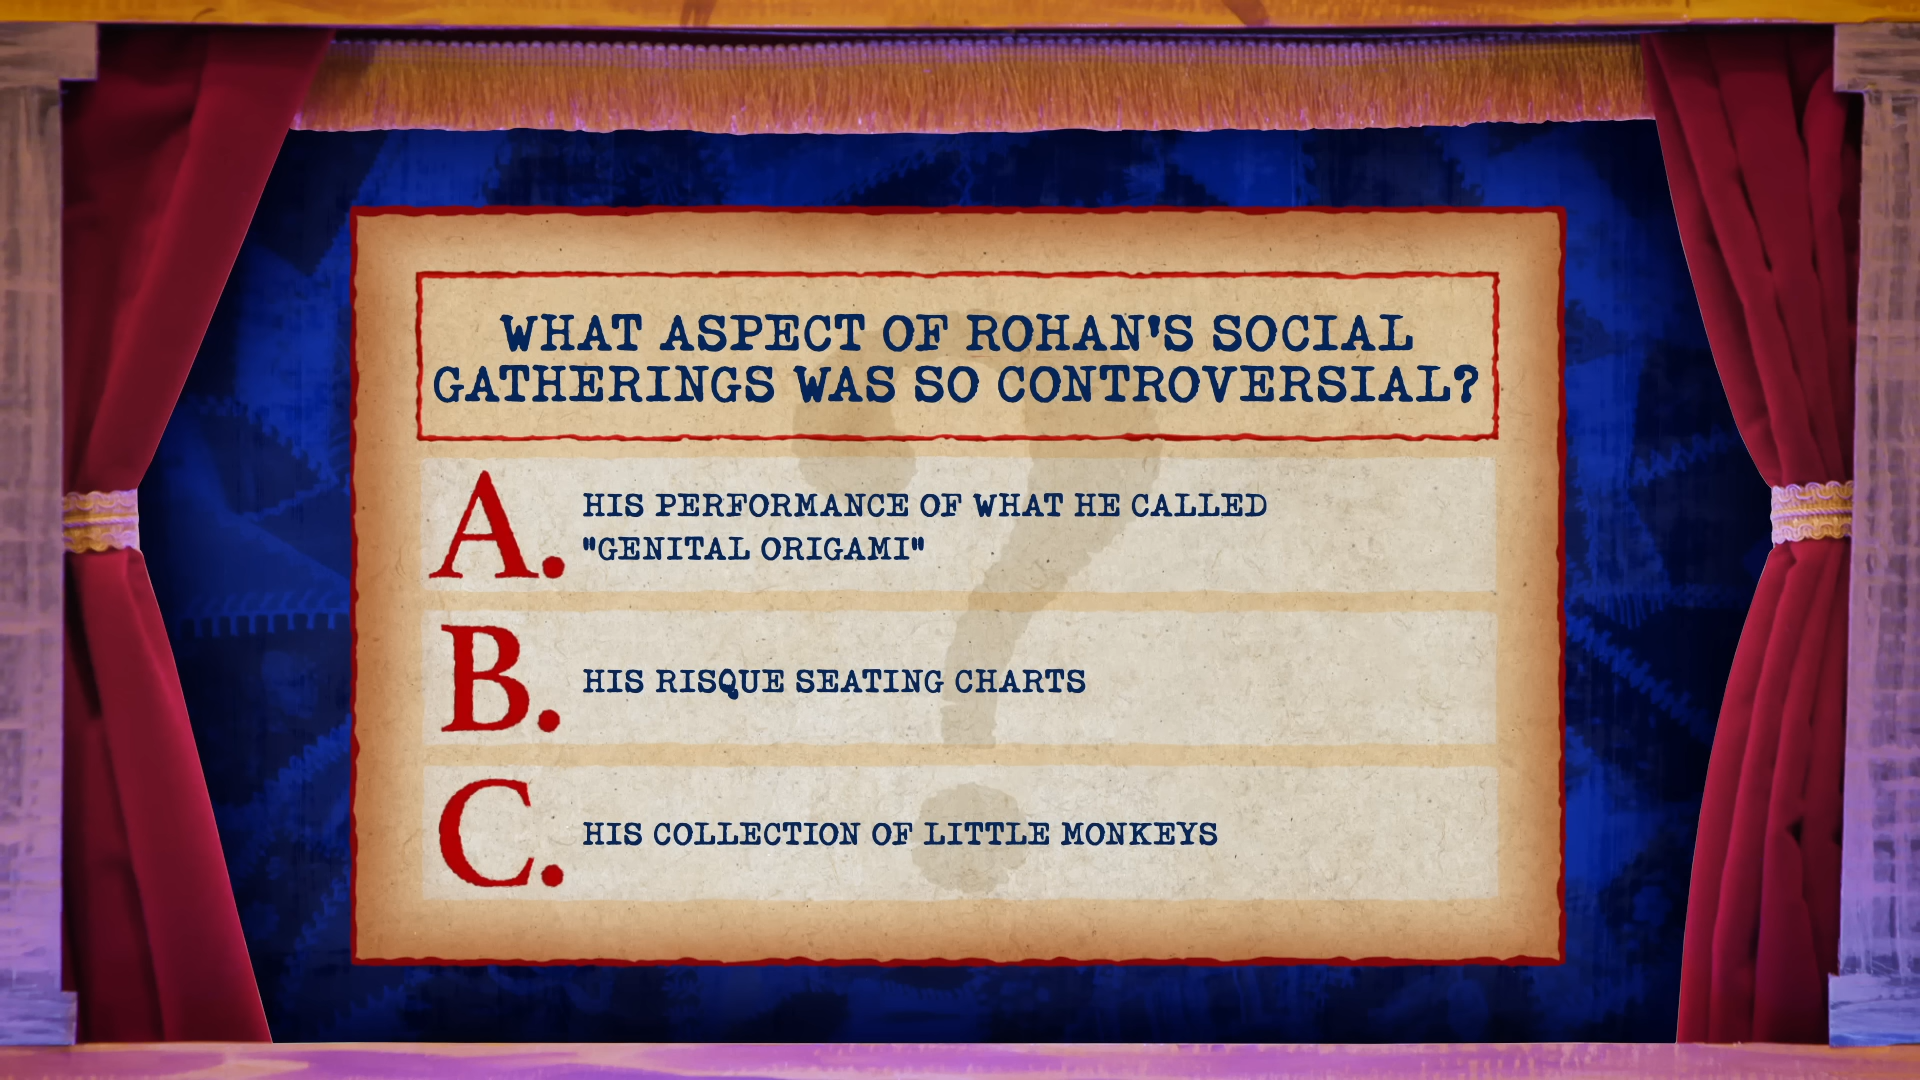 WHAT ASPECT OF ROHAN'S SOCIAL
GATHERINGS WAS SO CONTROVERSIAL?
A.
HIS PERFORMANCE OF WHAT HE CALLED
"GENITAL ORIGAMI"
B.
HIS RISQUE SEATING CHARTS
C.
HIS COLLECTION OF LITTLE MONKEYS